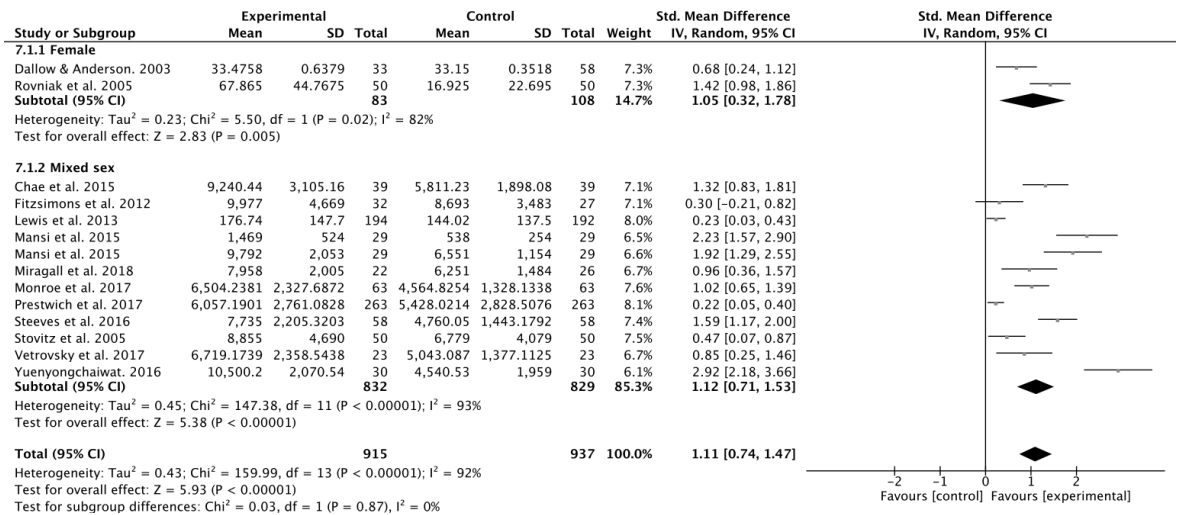 Experimental Control Std. Mean Difference Std. Mean Difference
Study or Subgroup Mean SD Total Mean SD Total Weight IV, Random, 95% CI IV, Random, 95% CI
7.1.1 Female
Dallow & Anderson. 2003 33.4758 0.6379 33 33.15 0.3518 58 7.3% 0.68 [0.24, 1.12]
Rovniak et al. 2005 67.865 44.7675 50 16.925 22.695 50 7.3% 1.42 [0.98, 1.86]
Subtotal (95% CI) 83 108 14.7% 1.05 [0.32, 1.78]
Heterogeneity: Tau² = 0.23; Chi² = 5.50, df = 1 (P = 0.02); I² = 82%
Test for overall effect: Z = 2.83 (P = 0.005)
7.1.2 Mixed sex
Chae et al. 2015 9,240.44 3,105.16 39 5,811.23 1,898.08 39 7.1% 1.32 [0.83, 1.81]
Fitzsimons et al. 2012 9,977 4,669 32 8,693 3,483 27 7.1% 0.30 [-0.21, 0.82]
Lewis et al. 2013 176.74 147.7 194 144.02 137.5 192 8.0% 0.23 [0.03, 0.43]
Mansi et al. 2015 1,469 524 29 538 254 29 6.5% 2.23 [1.57, 2.90]
Mansi et al. 2015 9,792 2,053 29 6,551 1,154 29 6.6% 1.92 [1.29, 2.55]
Miragall et al. 2018 7,958 2,005 22 6,251 1,484 26 6.7% 0.96 [0.36, 1.57]
Monroe et al. 2017 6,504.2381 2,327.6872 63 4,564.8254 1,328.1338 63 7.6% 1.02 [0.65, 1.39]
Prestwich et al. 2017 6,057.1901 2,761.0828 263 5,428.0214 2,828.5076 263 8.1% 0.22 [0.05, 0.40]
Steeves et al. 2016 7,735 2,205.3203 58 4,760.05 1,443.1792 58 7.4% 1.59 [1.17, 2.00]
Stovitz et al. 2005 8,855 4,690 50 6,779 4,079 50 7.5% 0.47 [0.07, 0.87]
Vetrovsky et al. 2017 6,719.1739 2,358.5438 23 5,043.087 1,377.1125 23 6.7% 0.85 [0.25, 1.46]
Yuenyongchaiwat. 2016 10,500.2 2,070.54 30 4,540.53 1,959 30 6.1% 2.92 [2.18, 3.66]
Subtotal (95% CI) 832 829 85.3% 1.12 [0.71, 1.53]
Heterogeneity: Tau² = 0.45; Chi² = 147.38, df = 11 (P < 0.00001); I² = 93%
Test for overall effect: Z = 5.38 (P < 0.00001)
Total (95% CI) 915 937 100.0% 1.11 [0.74, 1.47]
Heterogeneity: Tau² = 0.43; Chi² = 159.99, df = 13 (P < 0.00001); I² = 92%
Test for overall effect: Z = 5.93 (P < 0.00001)
Test for subgroup differences: Chi² = 0.03, df = 1 (P = 0.87), I² = 0%
-2 -1 0 1 2
Favours [control] Favours [experimental]